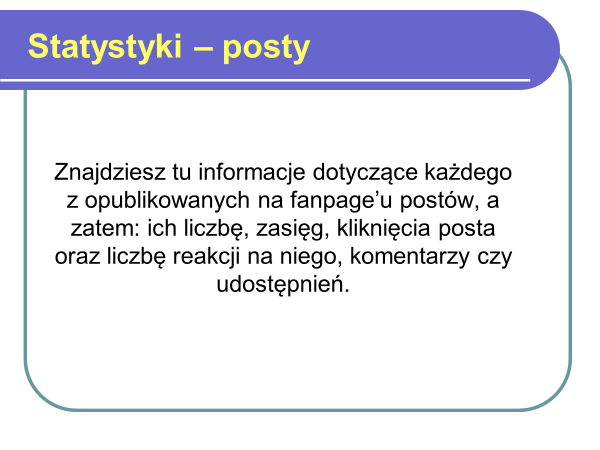 Statystyki – posty
Znajdziesz tu informacje dotyczące każdego
z opublikowanych na fanpage’u postów, a
zatem: ich liczbę, zasięg, kliknięcia posta
oraz liczbę reakcji na niego, komentarzy czy
udostępnień.